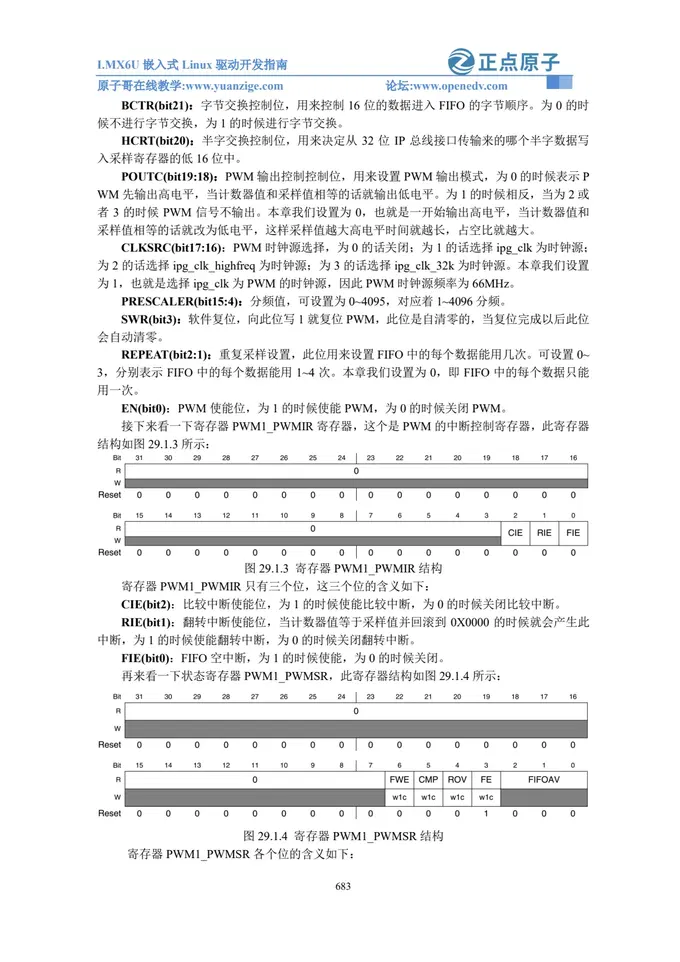 I.MX6U 嵌入式 Linux 驱动开发指南
正点原子
原子哥在线教学:www.yuanzige.com 论坛:www.openedv.com
BCTR(bit21)：字节交换控制位，用来控制 16 位的数据进入 FIFO 的字节顺序。为 0 的时
候不进行字节交换，为 1 的时候进行字节交换。
HCRT(bit20)：半字交换控制位，用来决定从 32 位 IP 总线接口传输来的哪个半字数据写
入采样寄存器的低 16 位中。
POUTC(bit19:18)：PWM 输出控制控制位，用来设置 PWM 输出模式，为 0 的时候表示 P
WM 先输出高电平，当计数器值和采样值相等的话就输出低电平。为 1 的时候相反，当为 2 或
者 3 的时候 PWM 信号不输出。本章我们设置为 0，也就是一开始输出高电平，当计数器值和
采样值相等的话就改为低电平，这样采样值越大高电平时间就越长，占空比就越大。
CLKSRC(bit17:16)：PWM 时钟源选择，为 0 的话关闭；为 1 的话选择 ipg_clk 为时钟源；
为 2 的话选择 ipg_clk_highfreq 为时钟源；为 3 的话选择 ipg_clk_32k 为时钟源。本章我们设置
为 1，也就是选择 ipg_clk 为 PWM 的时钟源，因此 PWM 时钟源频率为 66MHz。
PRESCALER(bit15:4)：分频值，可设置为 0~4095，对应着 1~4096 分频。
SWR(bit3)：软件复位，向此位写 1 就复位 PWM，此位是自清零的，当复位完成以后此位
会自动清零。
REPEAT(bit2:1)：重复采样设置，此位用来设置 FIFO 中的每个数据能用几次。可设置 0~
3，分别表示 FIFO 中的每个数据能用 1~4 次。本章我们设置为 0，即 FIFO 中的每个数据只能
用一次。
EN(bit0)：PWM 使能位，为 1 的时候使能 PWM，为 0 的时候关闭 PWM。
接下来看一下寄存器 PWM1_PWMIR 寄存器，这个是 PWM 的中断控制寄存器，此寄存器
结构如图 29.1.3 所示：
Bit 31 30 29 28 27 26 25 24 23 22 21 20 19 18 17 16
R 0
W
Reset 0 0 0 0 0 0 0 0 0 0 0 0 0 0 0 0
Bit 15 14 13 12 11 10 9 8 7 6 5 4 3 2 1 0
R 0 CIE RIE FIE
W
Reset 0 0 0 0 0 0 0 0 0 0 0 0 0 0 0 0
图 29.1.3 寄存器 PWM1_PWMIR 结构
寄存器 PWM1_PWMIR 只有三个位，这三个位的含义如下：
CIE(bit2)：比较中断使能位，为 1 的时候使能比较中断，为 0 的时候关闭比较中断。
RIE(bit1)：翻转中断使能位，当计数器值等于采样值并回滚到 0X0000 的时候就会产生此
中断，为 1 的时候使能翻转中断，为 0 的时候关闭翻转中断。
FIE(bit0)：FIFO 空中断，为 1 的时候使能，为 0 的时候关闭。
再来看一下状态寄存器 PWM1_PWMSR，此寄存器结构如图 29.1.4 所示：
Bit 31 30 29 28 27 26 25 24 23 22 21 20 19 18 17 16
R 0
W
Reset 0 0 0 0 0 0 0 0 0 0 0 0 0 0 0 0
Bit 15 14 13 12 11 10 9 8 7 6 5 4 3 2 1 0
R 0 FWE CMP ROV FE FIFOAV
W w1c w1c w1c w1c
Reset 0 0 0 0 0 0 0 0 0 0 0 0 1 0 0 0
图 29.1.4 寄存器 PWM1_PWMSR 结构
寄存器 PWM1_PWMSR 各个位的含义如下：
683